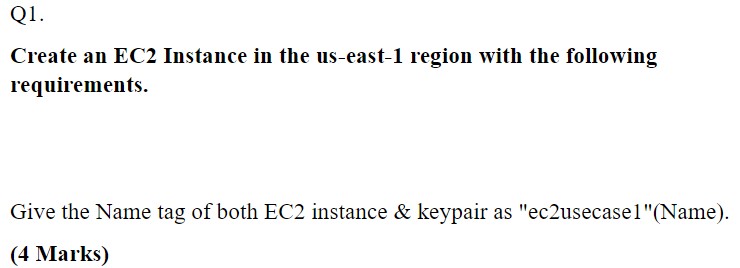 Q1.
Create an EC2 Instance in the us-east-1 region with the following
requirements.
Give the Name tag of both EC2 instance & keypair as "ec2usecase1"(Name).
(4 Marks)